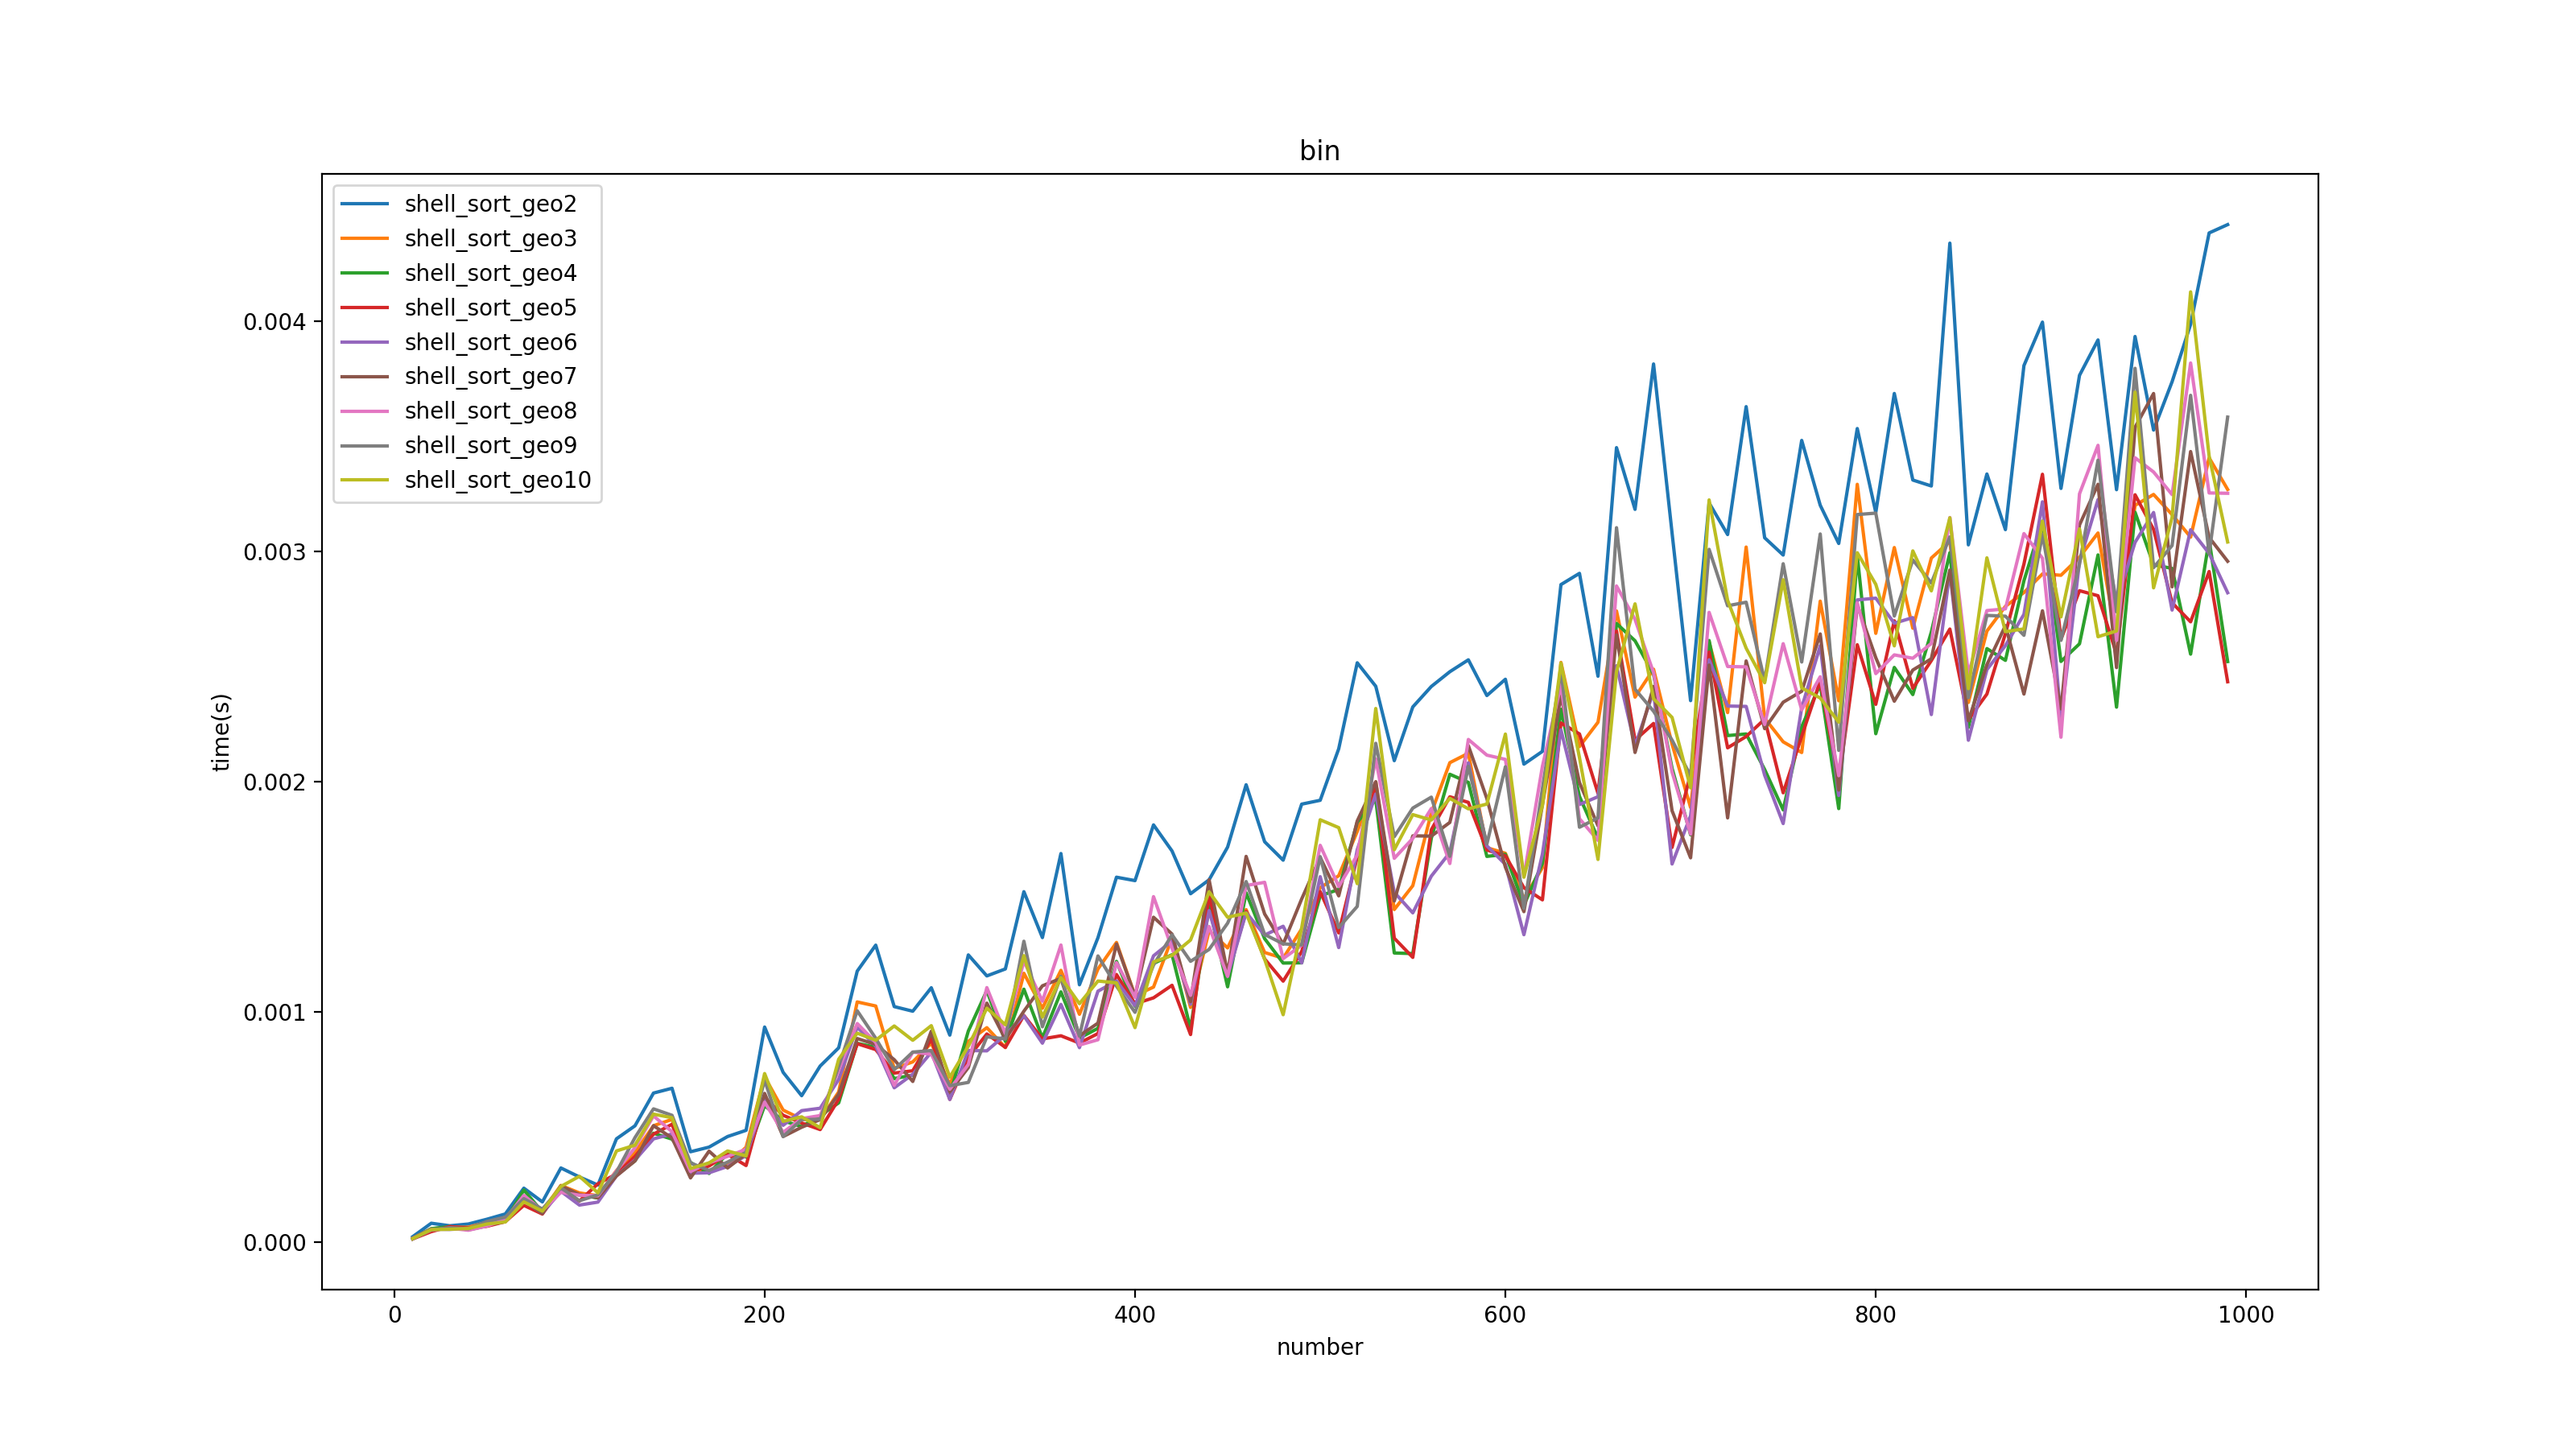 bin
shell_sort_geo2
shell_sort_geo3
shell_sort_geo4
shell_sort_geo5
shell_sort_geo6
shell_sort_geo7
shell_sort_geo8
shell_sort_geo9
shell_sort_geo10
0.004
0.003
0.002
0.001
0.000
time(s)
0 200 400 600 800 1000
number